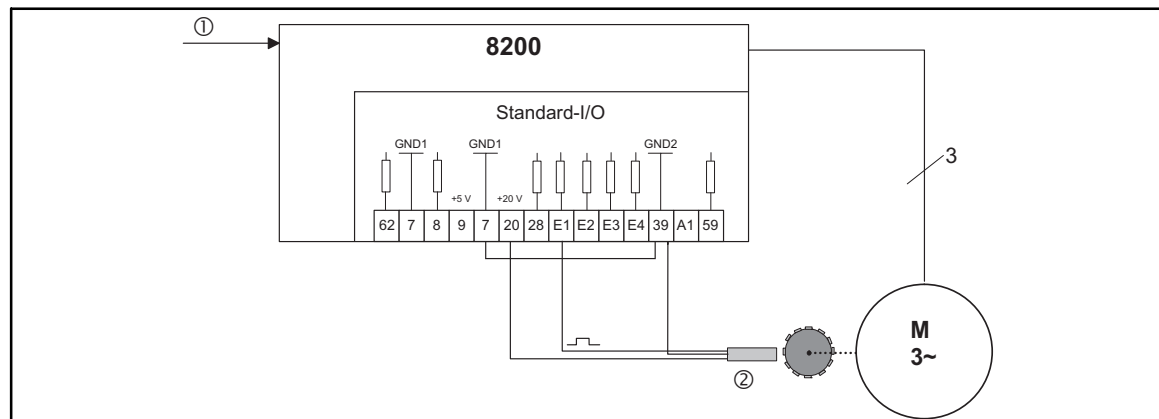 ①
8200
Standard-I/O
GND1 GND1 GND2
+5 V +20 V
62 7 8 9 7 20 28 E1 E2 E3 E4 39 A1 59
3
M
3~
②